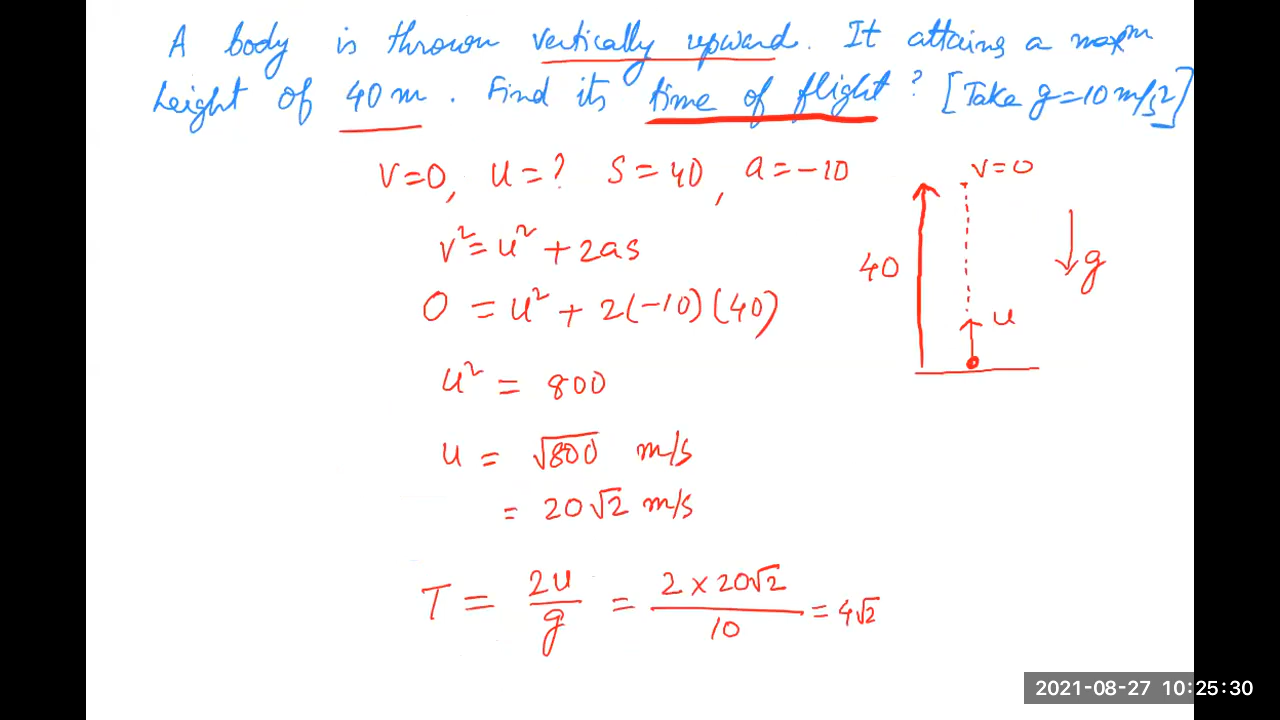 A body is thrown vertically upward. It attains a maxm
height of 40 m. Find its time of flight? [Take g=10 m/s2]
V=0, u=? S=40, a=-10
V=0
v²=u²+2as
40
g
0 = u²+ 2(-10)(40)
u
u² = 800
u = √800 m/s
= 20√2 m/s
T = 2u/g = 2×20√2/10 = 4√2
2021-08-27 10:25:30